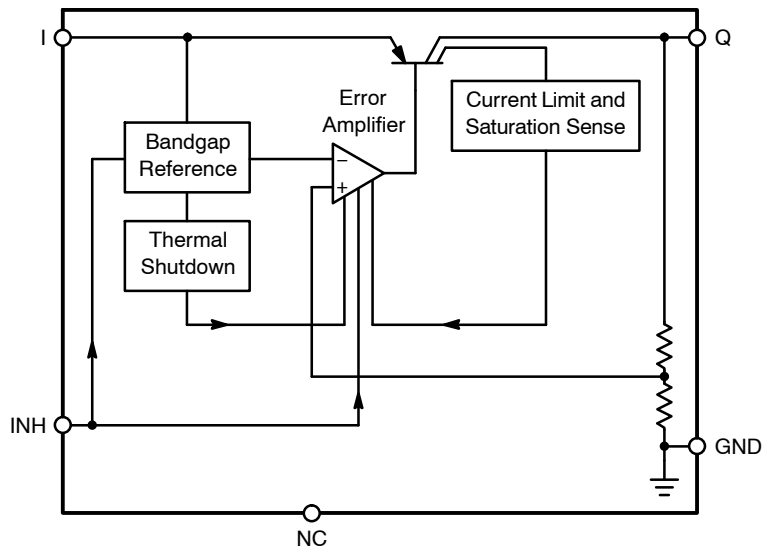 I
Q
Error
Amplifier
Current Limit and
Saturation Sense
Bandgap
Reference
−
+
Thermal
Shutdown
INH
GND
NC